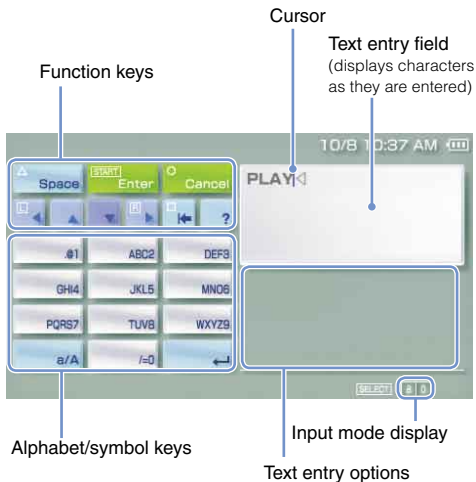 Cursor
Text entry field
(displays characters
as they are entered)
Function keys
10/8 10:37 AM
△ Space
START Enter
○ Cancel
L
R
?
PLAY
.@1
ABC2
DEF3
GHI4
JKL5
MNO6
PQRS7
TUV8
WXYZ9
a/A
/=0
SELECT
a 0
Alphabet/symbol keys
Input mode display
Text entry options